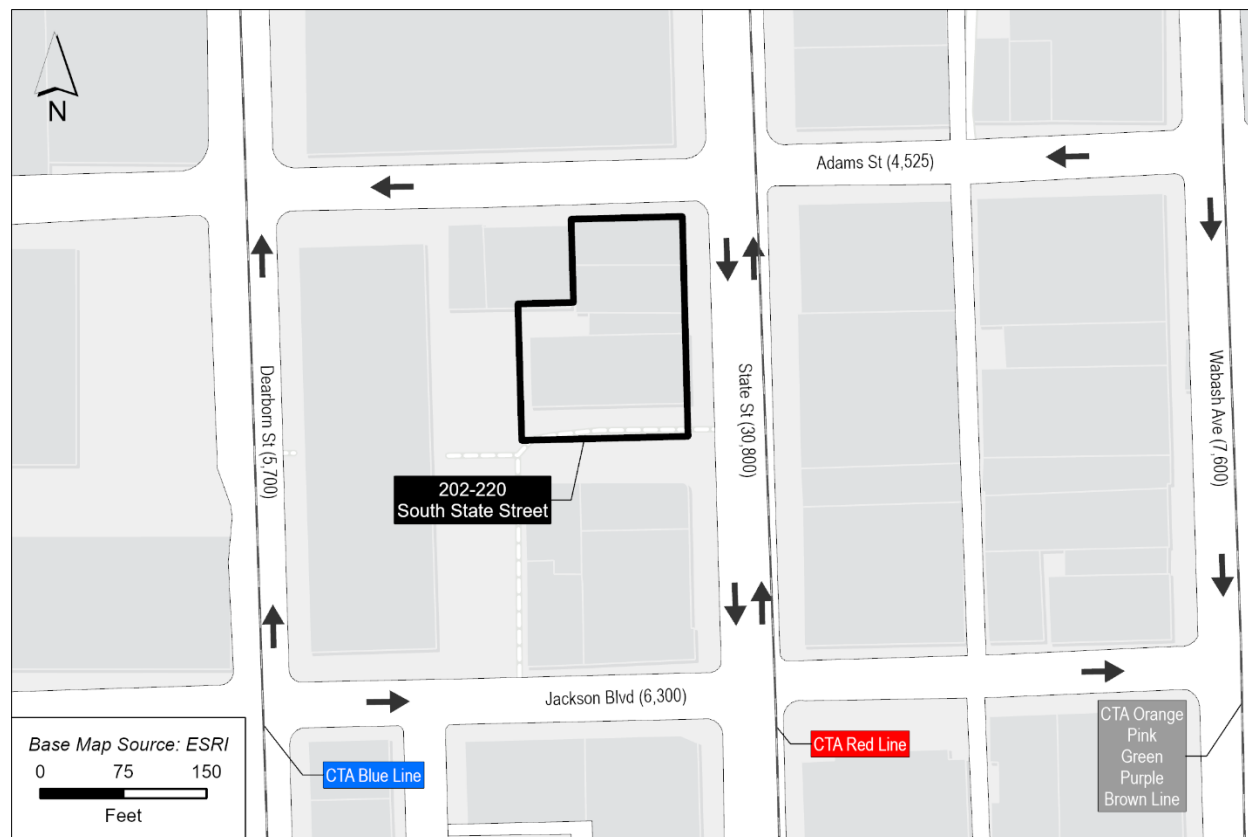 N
Adams St (4,525)
Dearborn St (5,700)
State St (30,800)
Wabash Ave (7,600)
202-220
South State Street
Jackson Blvd (6,300)
Base Map Source: ESRI
0 75 150
Feet
CTA Blue Line
CTA Red Line
CTA Orange
Pink
Green
Purple
Brown Line